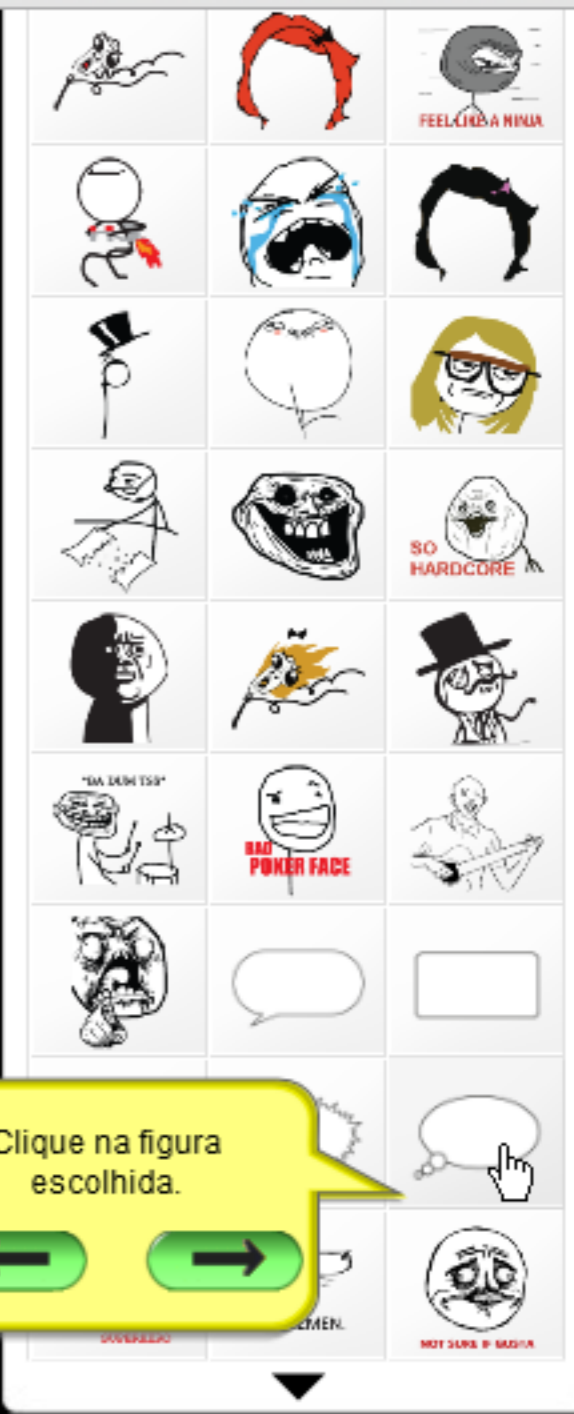 FEEL LIKE A NINJA
SO
HARDCORE
"BA DUM TSS"
BAD
POKER FACE
Clique na figura
escolhida.
EMEN.
NOT SURE IF GUSTA